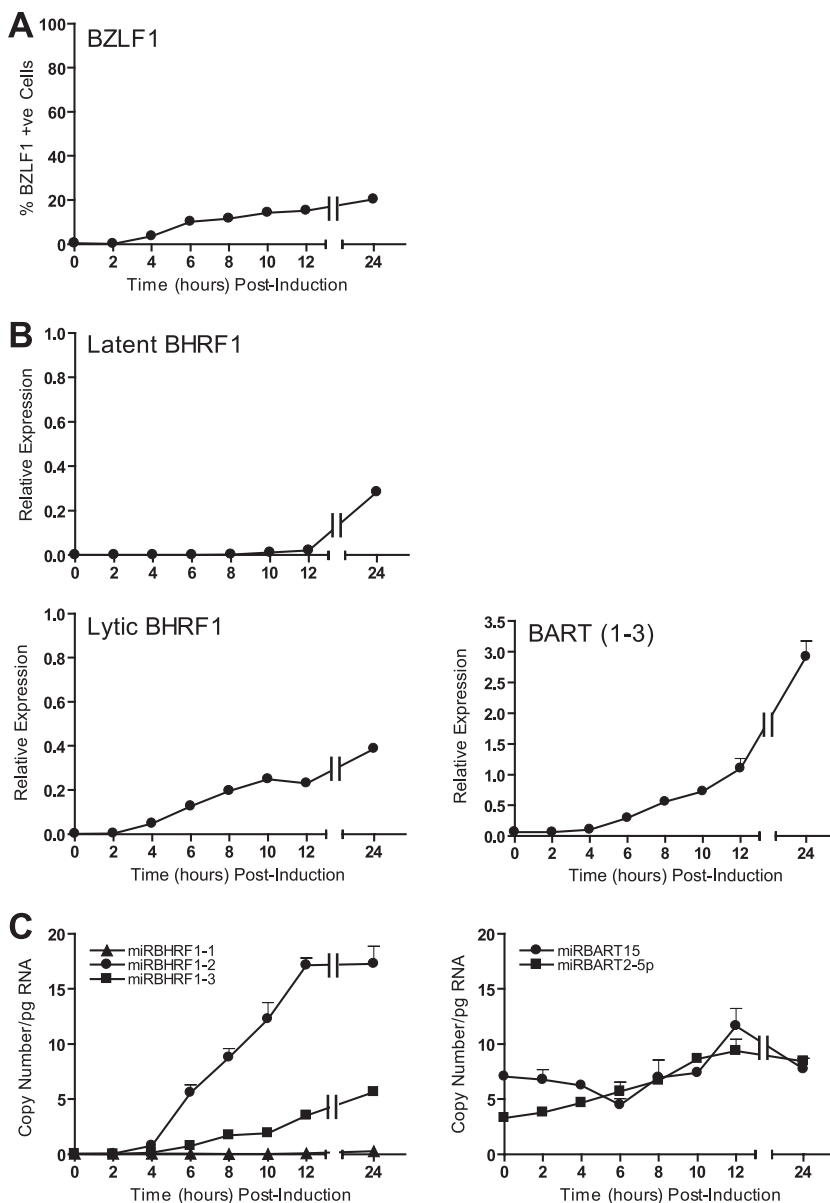 A
BZLF1
% BZLF1 +ve Cells
100
80
60
40
20
0
0 2 4 6 8 10 12 24
Time (hours) Post-Induction
B
Latent BHRF1
Relative Expression
1.0
0.8
0.6
0.4
0.2
0.0
0 2 4 6 8 10 12 24
Lytic BHRF1
Relative Expression
1.0
0.8
0.6
0.4
0.2
0.0
0 2 4 6 8 10 12 24
Time (hours) Post-Induction
BART (1-3)
Relative Expression
3.5
3.0
2.5
2.0
1.5
1.0
0.5
0.0
0 2 4 6 8 10 12 24
Time (hours) Post-Induction
C
miRBHRF1-1
miRBHRF1-2
miRBHRF1-3
Copy Number/pg RNA
20
15
10
5
0
0 2 4 6 8 10 12 24
Time (hours) Post-Induction
miRBART15
miRBART2-5p
Copy Number/pg RNA
20
15
10
5
0
0 2 4 6 8 10 12 24
Time (hours) Post-Induction